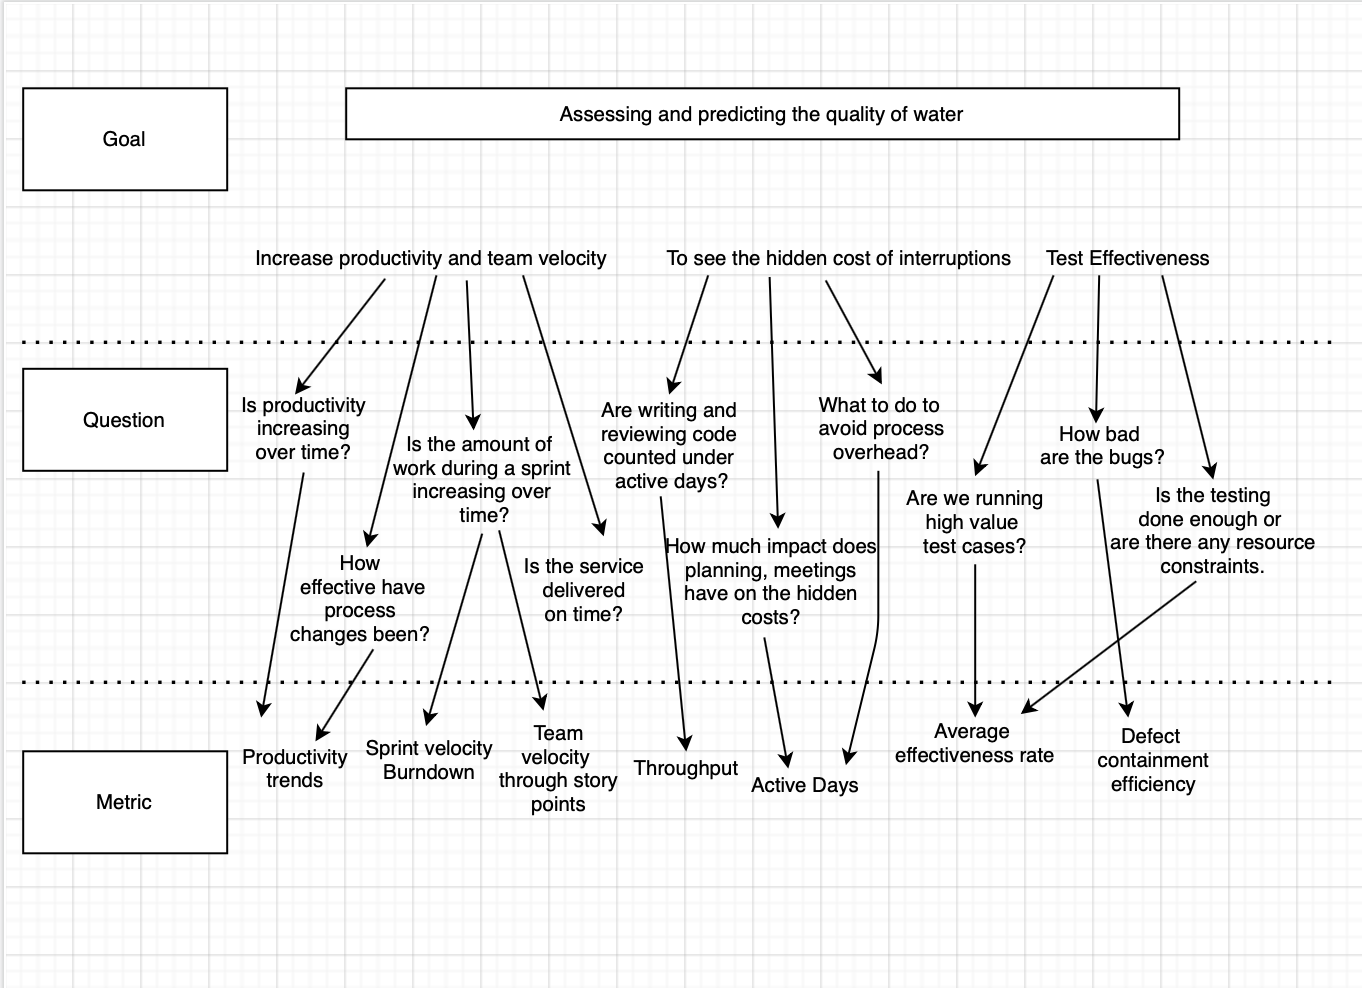 Goal
Assessing and predicting the quality of water
Increase productivity and team velocity
To see the hidden cost of interruptions
Test Effectiveness
Question
Is productivity
increasing
over time?
How
effective have
process
changes been?
Is the amount of
work during a sprint
increasing over
time?
Is the service
delivered
on time?
Are writing and
reviewing code
counted under
active days?
How much impact does
planning, meetings
have on the hidden
costs?
What to do to
avoid process
overhead?
Are we running
high value
test cases?
How bad
are the bugs?
Is the testing
done enough or
are there any resource
constraints.
Metric
Productivity
trends
Sprint velocity
Burndown
Team
velocity
through story
points
Throughput
Active Days
Average
effectiveness rate
Defect
containment
efficiency